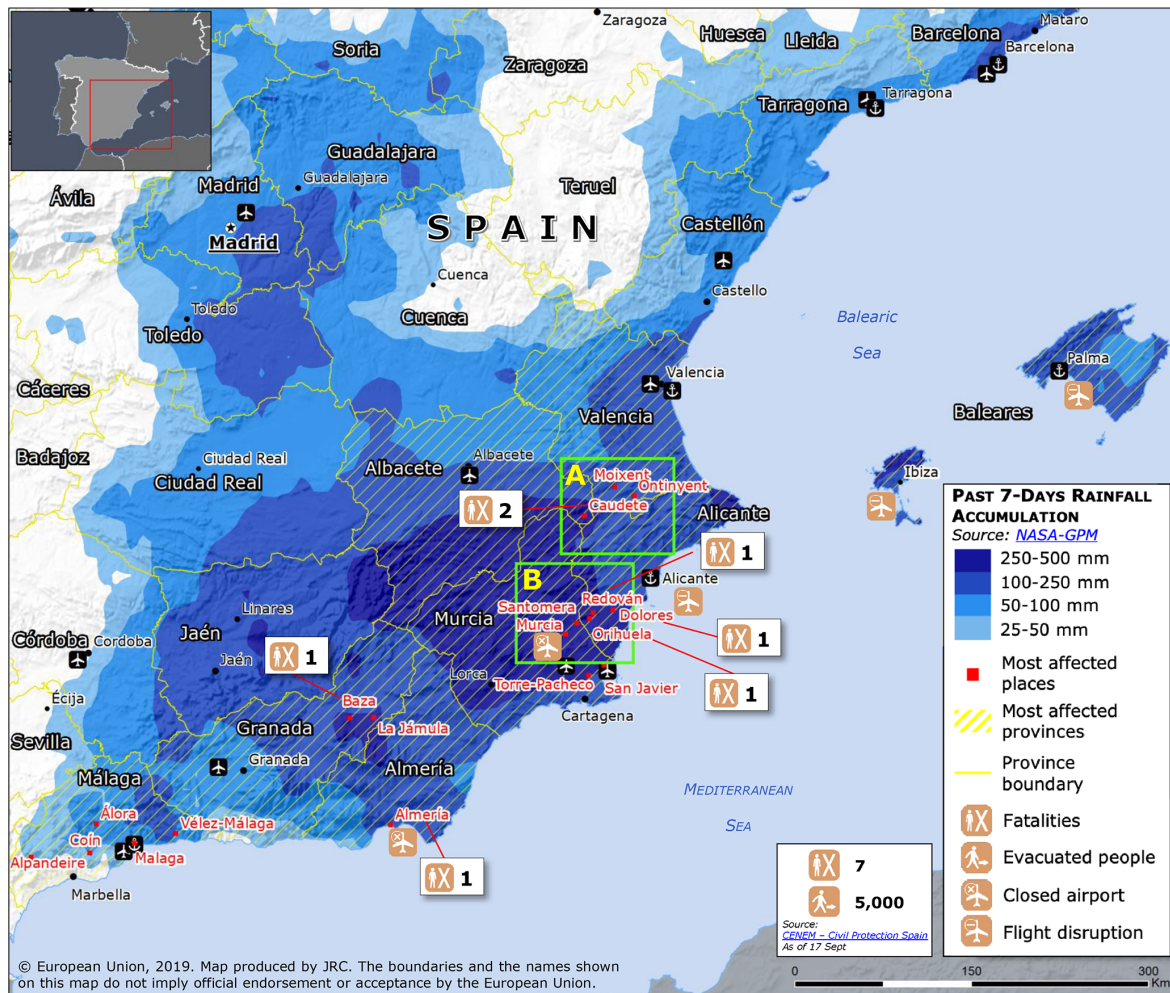 Zaragoza
Mataro
Huesca
Lleida
Barcelona
Barcelona
Soria
Zaragoza
Tarragona
Tarragona
Guadalajara
Madrid
Guadalajara
Teruel
Ávila
SPAIN
Castellón
Madrid
Cuenca
Castello
Toledo
Cuenca
Toledo
Balearic
Sea
Palma
Valencia
Cáceres
Baleares
Valencia
Badajoz
Albacete
Albacete
Ciudad Real
Ciudad Real
A
Moixent
Ontinyent
Caudete
2
Ibiza
Alicante
1
B
Alicante
Redován
Santomera
Dolores
Murcia
Murcia
Orihuela
1
Linares
Jaén
Córdoba
Cordoba
1
Jaén
Lorca
Torre-Pacheco
San Javier
1
Écija
Baza
Cartagena
La Jámula
Granada
Sevilla
Granada
Almería
Málaga
Álora
Vélez-Málaga
Almería
Coín
Alpandeire
Malaga
1
Marbella
MEDITERRANEAN
SEA
PAST 7-DAYS RAINFALL
ACCUMULATION
Source: NASA-GPM
250-500 mm
100-250 mm
50-100 mm
25-50 mm
Most affected
places
Most affected
provinces
Province
boundary
Fatalities
Evacuated people
Closed airport
Flight disruption
7
5,000
Source:
CENEM – Civil Protection Spain
As of 17 Sept
© European Union, 2019. Map produced by JRC. The boundaries and the names shown
on this map do not imply official endorsement or acceptance by the European Union.
0 150 300
Km